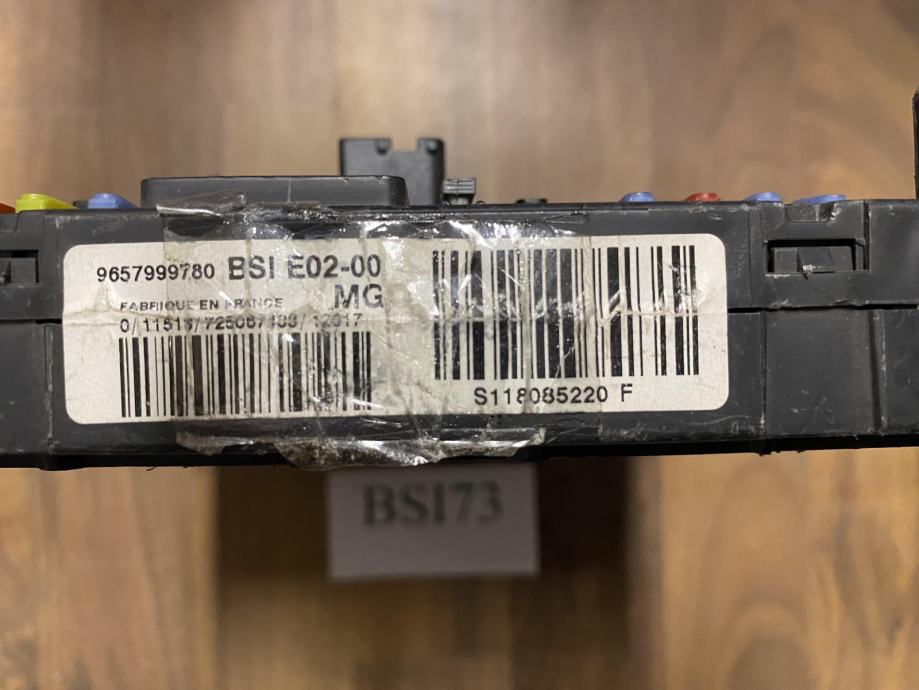 9657999780 BSI E02-00
FABRIQUE EN FRANCE MG
S118085220 F
BSI73